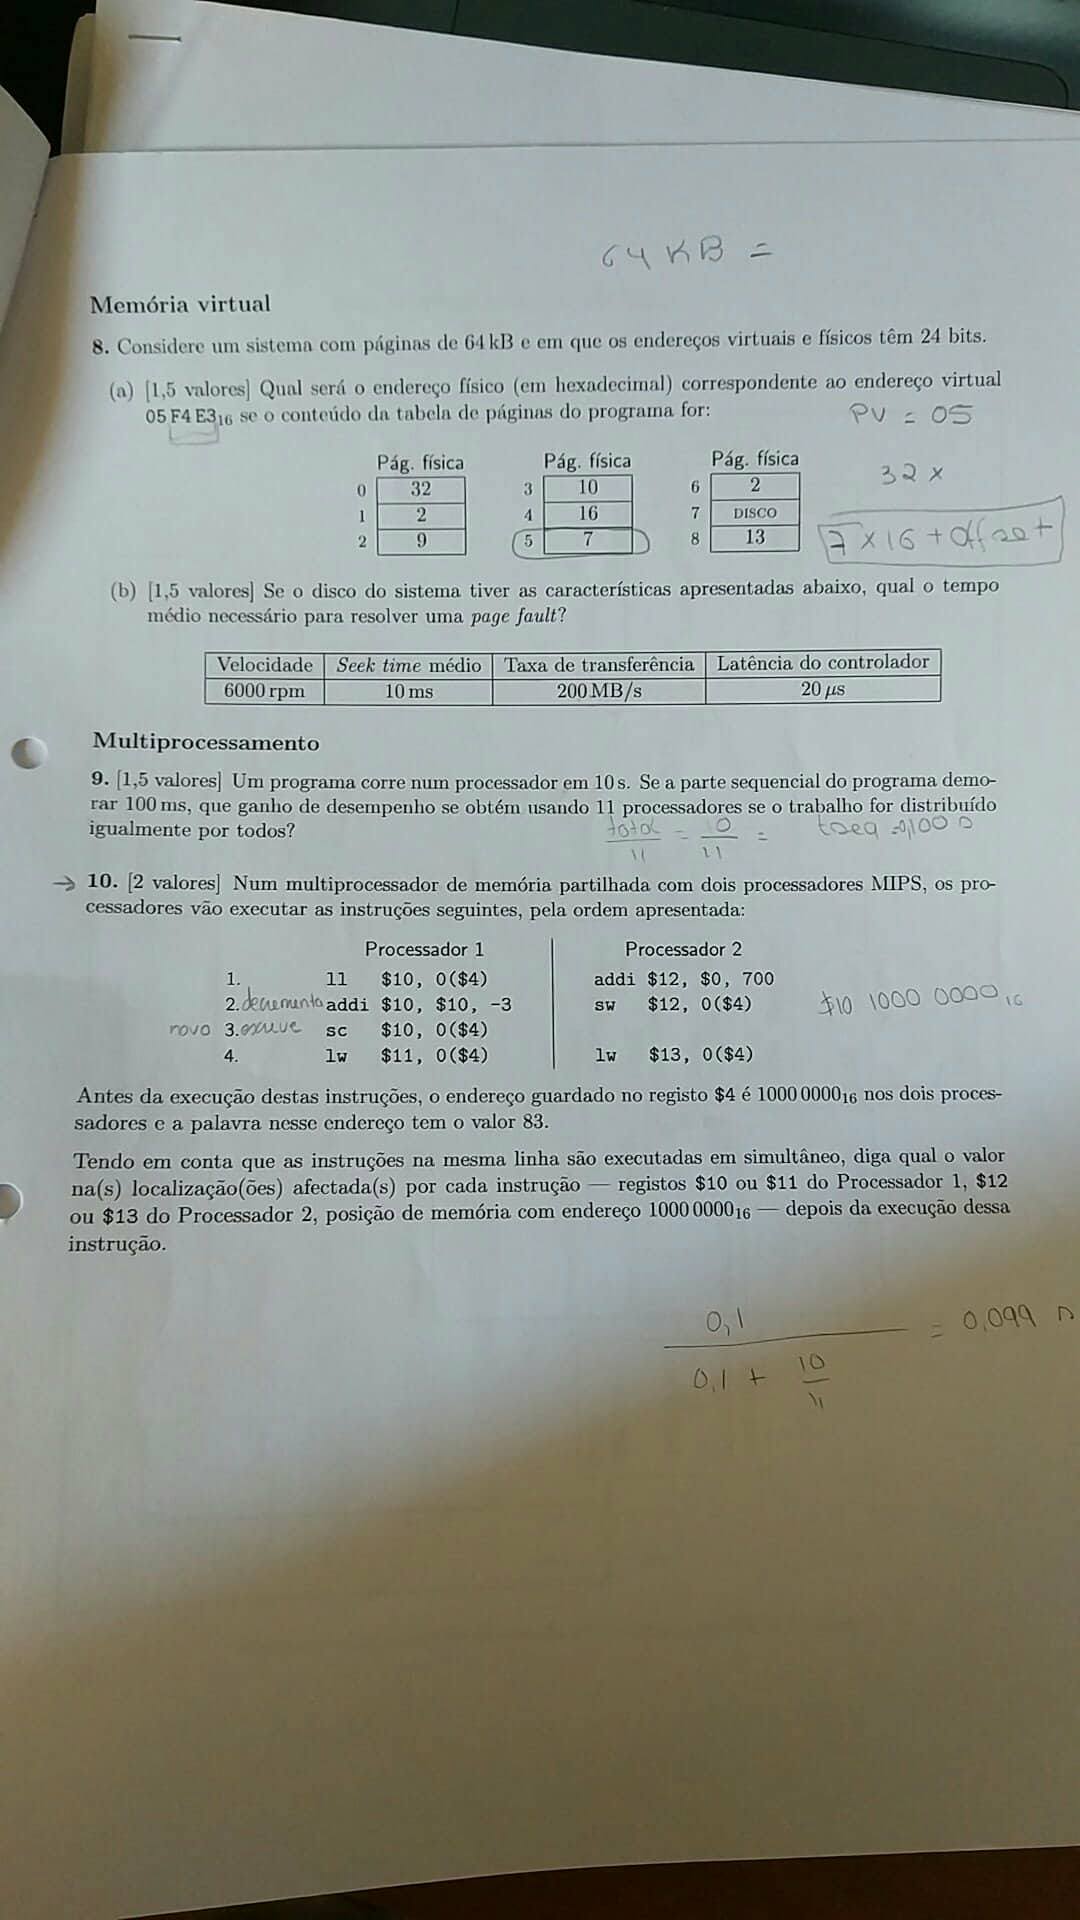 64 KB =
Memória virtual
8. Considere um sistema com páginas de 64 kB e em que os endereços virtuais e físicos têm 24 bits.
(a) [1,5 valores] Qual será o endereço físico (em hexadecimal) correspondente ao endereço virtual
05 F4 E3₁₆ se o conteúdo da tabela de páginas do programa for:
PV = 05
Pág. física Pág. física Pág. física
0 32 3 10 6 2
1 2 4 16 7 DISCO
2 9 5 7 8 13
32 x
7 x 16 + offset
(b) [1,5 valores] Se o disco do sistema tiver as características apresentadas abaixo, qual o tempo
médio necessário para resolver uma page fault?
Velocidade Seek time médio Taxa de transferência Latência do controlador
6000 rpm 10 ms 200 MB/s 20 µs
Multiprocessamento
9. [1,5 valores] Um programa corre num processador em 10 s. Se a parte sequencial do programa demo-
rar 100 ms, que ganho de desempenho se obtém usando 11 processadores se o trabalho for distribuído
igualmente por todos?
total/11 = 10/11 = tseq = 0,100 s
→ 10. [2 valores] Num multiprocessador de memória partilhada com dois processadores MIPS, os pro-
cessadores vão executar as instruções seguintes, pela ordem apresentada:
Processador 1 Processador 2
1. ll $10, 0($4) addi $12, $0, 700
2. decrementa addi $10, $10, -3 sw $12, 0($4)
$10 1000 0000 16
novo 3. escreve sc $10, 0($4)
4. lw $11, 0($4) lw $13, 0($4)
Antes da execução destas instruções, o endereço guardado no registo $4 é 1000 0000₁₆ nos dois proces-
sadores e a palavra nesse endereço tem o valor 83.
Tendo em conta que as instruções na mesma linha são executadas em simultâneo, diga qual o valor
na(s) localização(ões) afectada(s) por cada instrução — registos $10 ou $11 do Processador 1, $12
ou $13 do Processador 2, posição de memória com endereço 1000 0000₁₆ — depois da execução dessa
instrução.
0,1
= 0,099 s
0,1 + 10/11